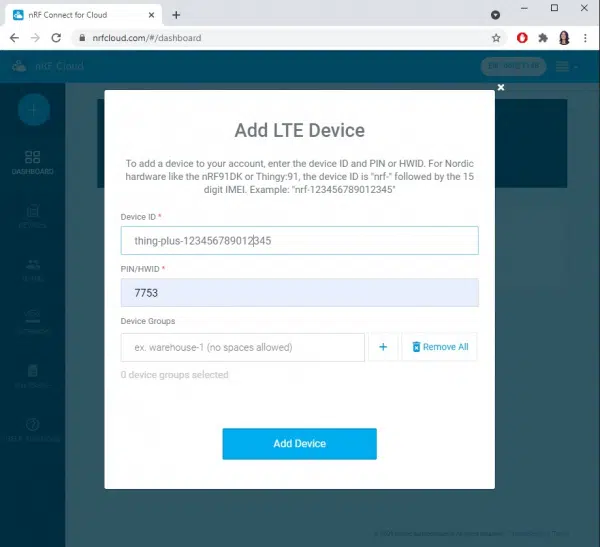 nRF Connect for Cloud
nrfcloud.com/#/dashboard
nRF Cloud
Add LTE Device
To add a device to your account, enter the device ID and PIN or HWID. For Nordic
hardware like the nRF91DK or Thingy:91, the device ID is "nrf-" followed by the 15
digit IMEI. Example: "nrf-123456789012345"
DASHBOARD
Device ID *
thing-plus-123456789012345
PIN/HWID *
7753
Device Groups
ex. warehouse-1 (no spaces allowed)
+
Remove All
0 device groups selected
Add Device